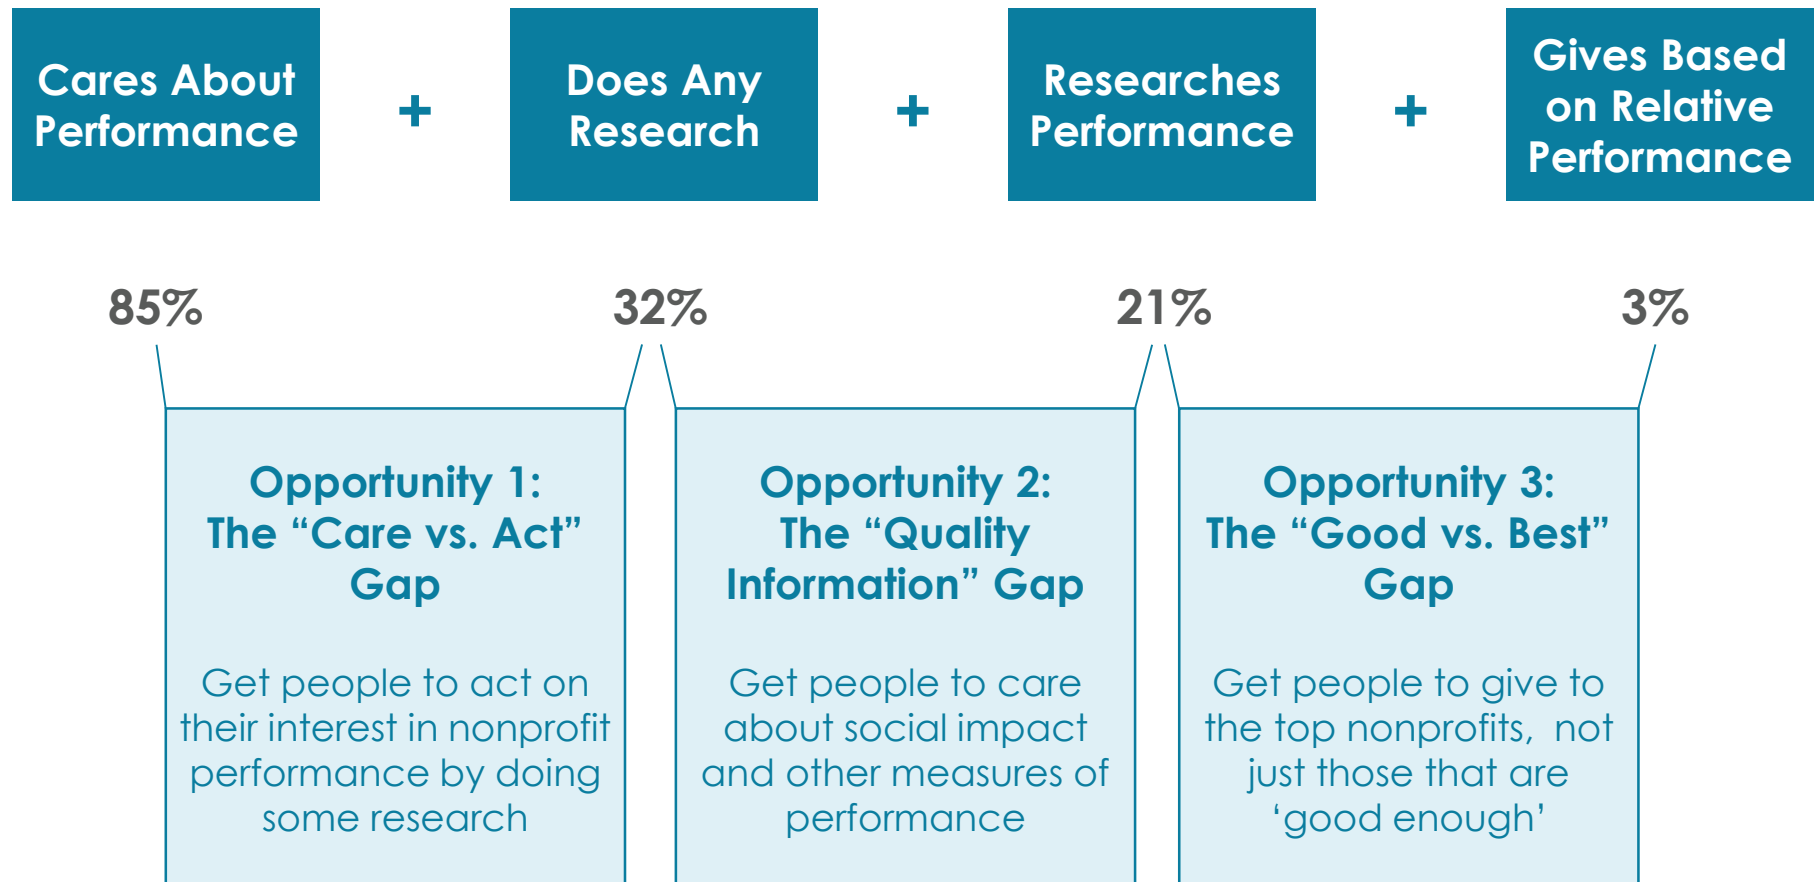 Cares About
Performance
+
Does Any
Research
+
Researches
Performance
+
Gives Based
on Relative
Performance
85%
32%
21%
3%
Opportunity 1:
The “Care vs. Act”
Gap
Get people to act on
their interest in nonprofit
performance by doing
some research
Opportunity 2:
The “Quality
Information” Gap
Get people to care
about social impact
and other measures of
performance
Opportunity 3:
The “Good vs. Best”
Gap
Get people to give to
the top nonprofits,  not
just those that are
‘good enough’